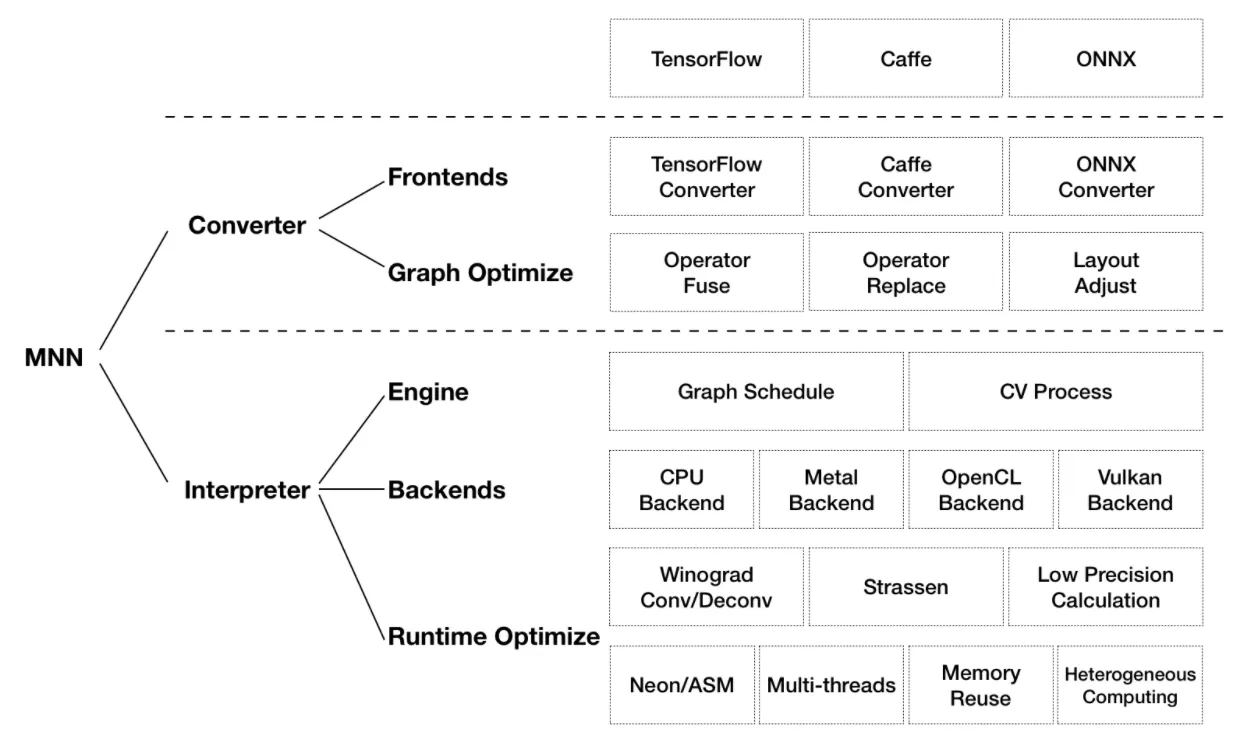 TensorFlow
Caffe
ONNX
Frontends
TensorFlow
Converter
Caffe
Converter
ONNX
Converter
Converter
Graph Optimize
Operator
Fuse
Operator
Replace
Layout
Adjust
MNN
Engine
Graph Schedule
CV Process
Interpreter
Backends
CPU
Backend
Metal
Backend
OpenCL
Backend
Vulkan
Backend
Runtime Optimize
Winograd
Conv/Deconv
Strassen
Low Precision
Calculation
Neon/ASM
Multi-threads
Memory
Reuse
Heterogeneous
Computing